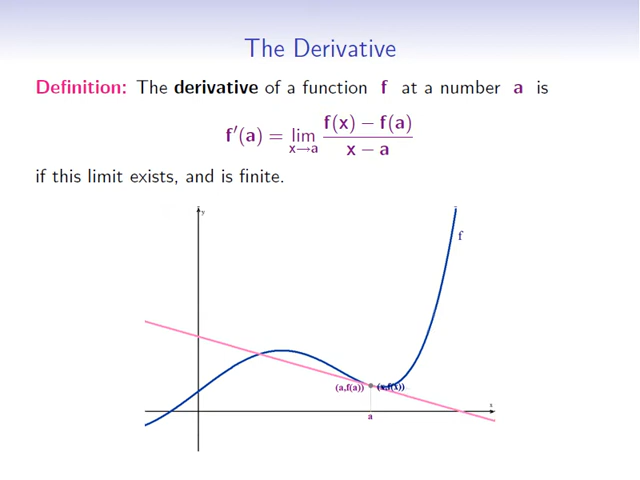 The Derivative
Definition: The derivative of a function f at a number a is
f′(a) = lim x→a f(x) − f(a) / x − a
if this limit exists, and is finite.
y
f
(a,f(a)) (x,f(x))
x
a